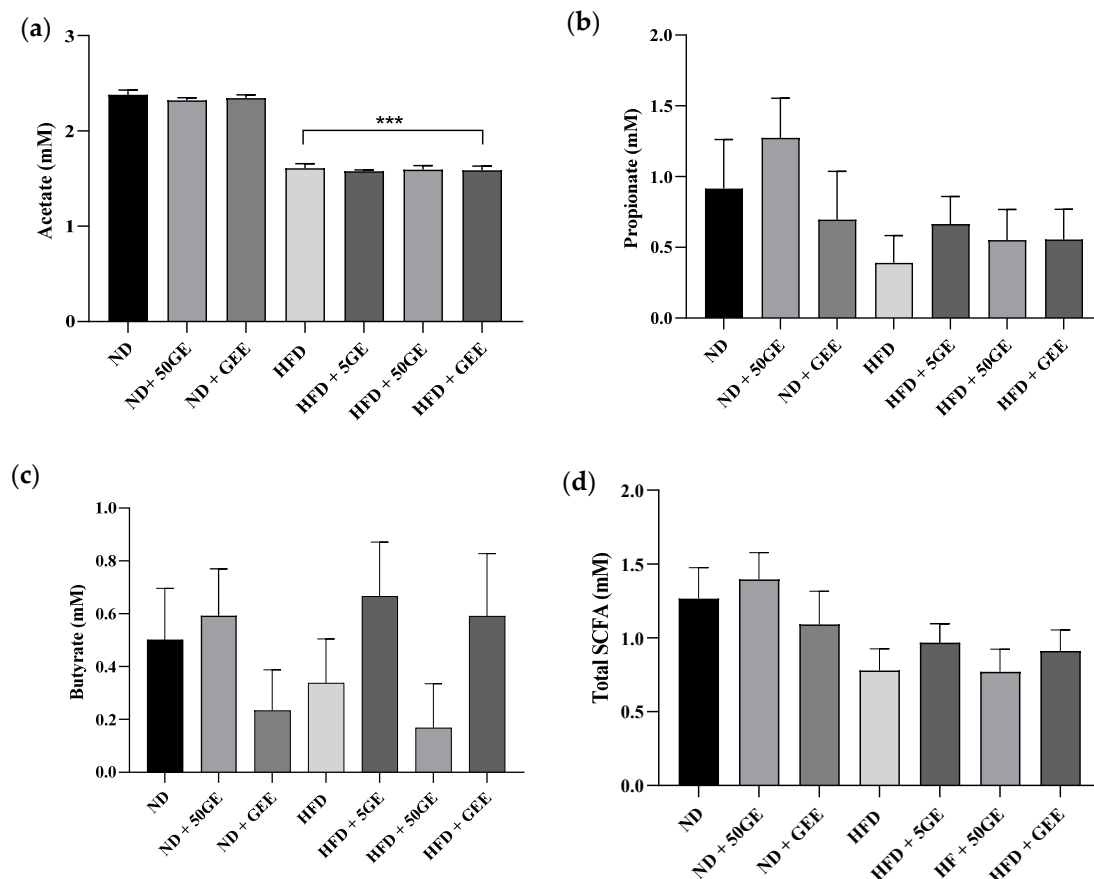 (a)
3
2
1
0
Acetate (mM)
***
ND
ND+ 50GE
ND + GEE
HFD
HFD + 5GE
HFD + 50GE
HFD + GEE
(b)
2.0
1.5
1.0
0.5
0.0
Propionate (mM)
ND
ND + 50GE
ND + GEE
HFD
HFD + 5GE
HFD + 50GE
HFD + GEE
(c)
1.0
0.8
0.6
0.4
0.2
0.0
Butyrate (mM)
ND
ND + 50GE
ND + GEE
HFD
HFD + 5GE
HFD + 50GE
HFD + GEE
(d)
2.0
1.5
1.0
0.5
0.0
Total SCFA (mM)
ND
ND + 50GE
ND + GEE
HFD
HFD + 5GE
HF + 50GE
HFD + GEE